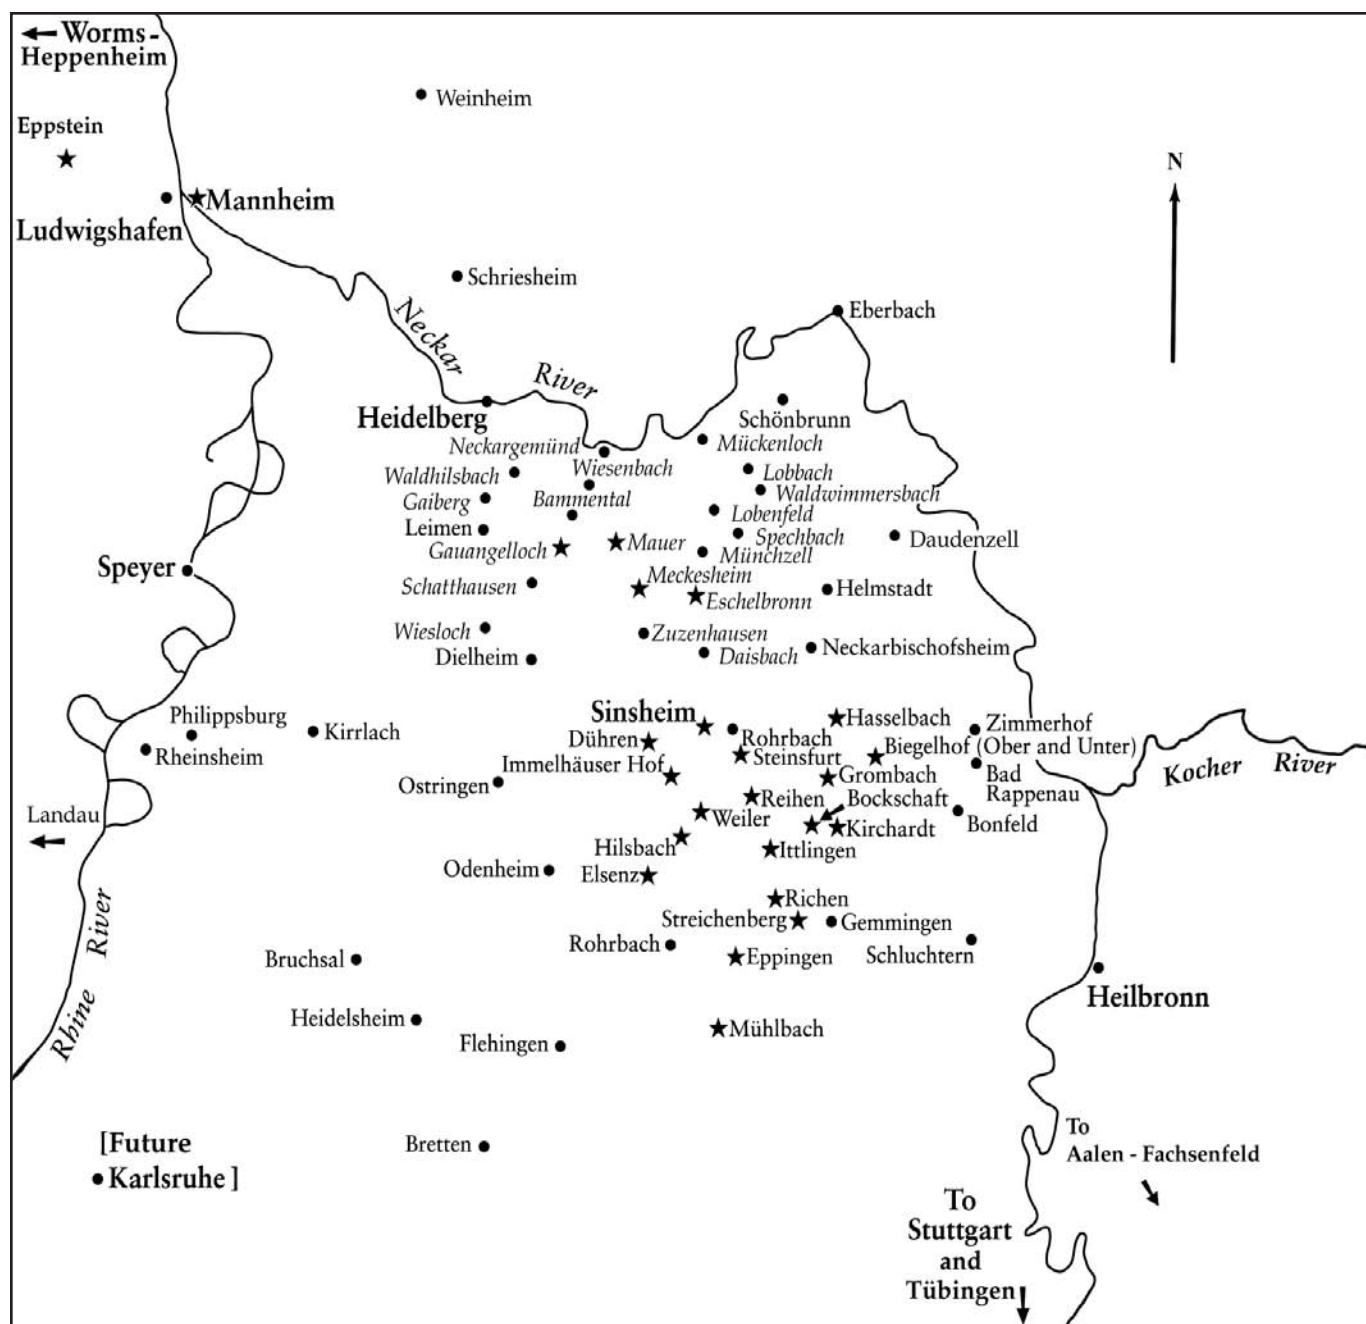 Worms-
Heppenheim
Weinheim
Eppstein
N
Mannheim
Ludwigshafen
Schriesheim
Neckar
River
Eberbach
Heidelberg
Schönbrunn
Neckargemünd
Mückenloch
Waldhilsbach
Wiesenbach
Lobbach
Gaiberg
Bammental
Waldwimmersbach
Leimen
Lobenfeld
Gauangelloch
Mauer
Spechbach
Daudenzell
Münchzell
Speyer
Schatthausen
Meckesheim
Helmstadt
Eschelbronn
Wiesloch
Zuzenhausen
Neckarbischofsheim
Dielheim
Daisbach
Philippsburg
Kirrlach
Sinsheim
Hasselbach
Zimmerhof
Rheinsheim
Dühren
Rohrbach
Biegelhof (Ober and Unter)
Steinsfurt
Immelhäuser Hof
Grombach
Bad
Rappenau
Kocher
River
Ostringen
Reihen
Bockschaft
Landau
Weiler
Kirchardt
Bonfeld
Hilsbach
Ittlingen
Odenheim
Elsenz
Richen
Streichenberg
Gemmingen
Rohrbach
Eppingen
Schluchtern
Bruchsal
Heilbronn
Rhine
River
Heidelsheim
Mühlbach
Flehingen
[Future
Karlsruhe]
Bretten
To
Aalen - Fachsenfeld
To
Stuttgart
and
Tübingen